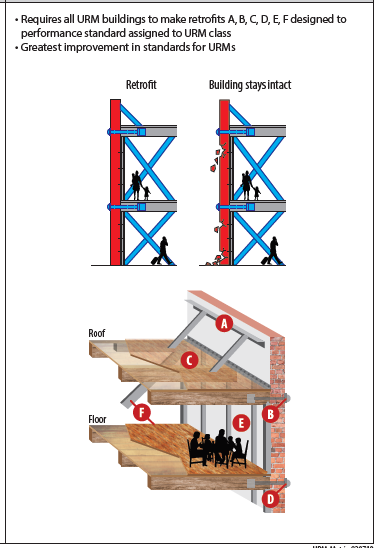 • Requires all URM buildings to make retrofits A, B, C, D, E, F designed to
performance standard assigned to URM class
• Greatest improvement in standards for URMs
Retrofit
Building stays intact
A
Roof
C
B
F
E
Floor
D